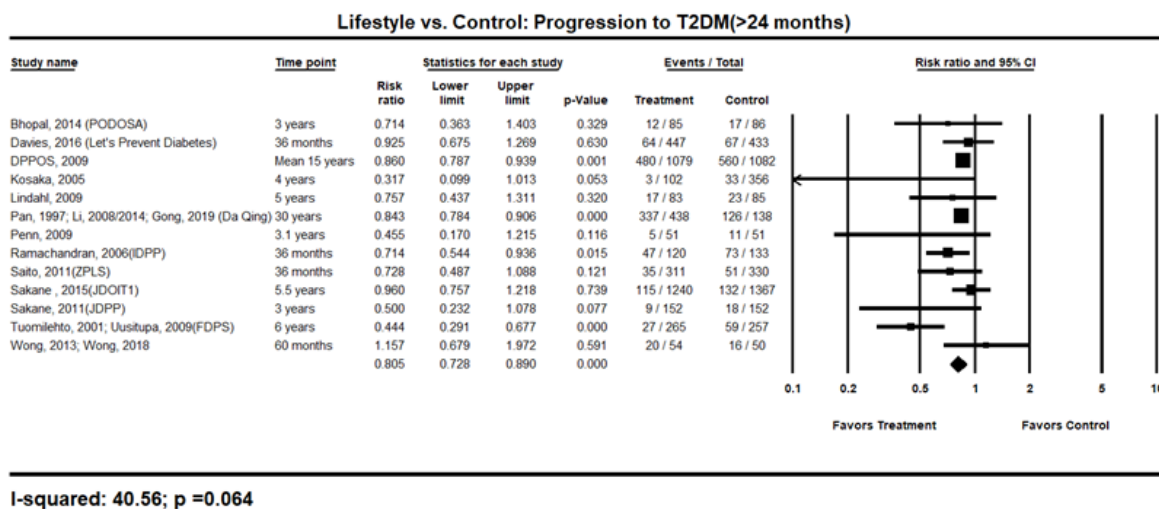 Lifestyle vs. Control: Progression to T2DM(>24 months)
Study name Time point Statistics for each study Events / Total Risk ratio and 95% CI
Risk ratio Lower limit Upper limit p-Value Treatment Control
Bhopal, 2014 (PODOSA) 3 years 0.714 0.363 1.403 0.329 12 / 85 17 / 86
Davies, 2016 (Let's Prevent Diabetes) 36 months 0.925 0.675 1.269 0.630 64 / 447 67 / 433
DPPOS, 2009 Mean 15 years 0.860 0.787 0.939 0.001 480 / 1079 560 / 1082
Kosaka, 2005 4 years 0.317 0.099 1.013 0.053 3 / 102 33 / 356
Lindahl, 2009 5 years 0.757 0.437 1.311 0.320 17 / 83 23 / 85
Pan, 1997; Li, 2008/2014; Gong, 2019 (Da Qing) 30 years 0.843 0.784 0.906 0.000 337 / 438 126 / 138
Penn, 2009 3.1 years 0.455 0.170 1.215 0.116 5 / 51 11 / 51
Ramachandran, 2006(IDPP) 36 months 0.714 0.544 0.936 0.015 47 / 120 73 / 133
Saito, 2011(ZPLS) 36 months 0.728 0.487 1.088 0.121 35 / 311 51 / 330
Sakane , 2015(JDOIT1) 5.5 years 0.960 0.757 1.218 0.739 115 / 1240 132 / 1367
Sakane, 2011(JDPP) 3 years 0.500 0.232 1.078 0.077 9 / 152 18 / 152
Tuomilehto, 2001; Uusitupa, 2009(FDPS) 6 years 0.444 0.291 0.677 0.000 27 / 265 59 / 257
Wong, 2013; Wong, 2018 60 months 1.157 0.679 1.972 0.591 20 / 54 16 / 50
0.805 0.728 0.890 0.000
0.1 0.2 0.5 1 2 5 10
Favors Treatment Favors Control
I-squared: 40.56; p =0.064